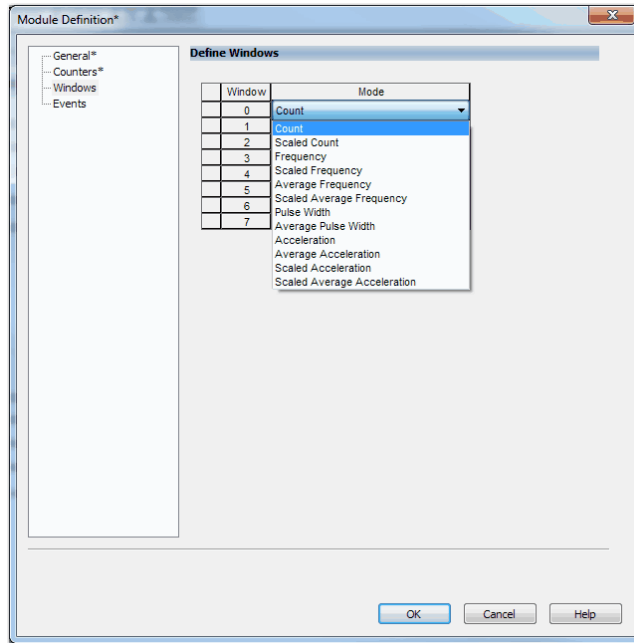 Module Definition*
General*
Counters*
Windows
Events
Define Windows
Window Mode
0 Count
1
2
3
4
5
6
7
Count
Scaled Count
Frequency
Scaled Frequency
Average Frequency
Scaled Average Frequency
Pulse Width
Average Pulse Width
Acceleration
Average Acceleration
Scaled Acceleration
Scaled Average Acceleration
OK Cancel Help